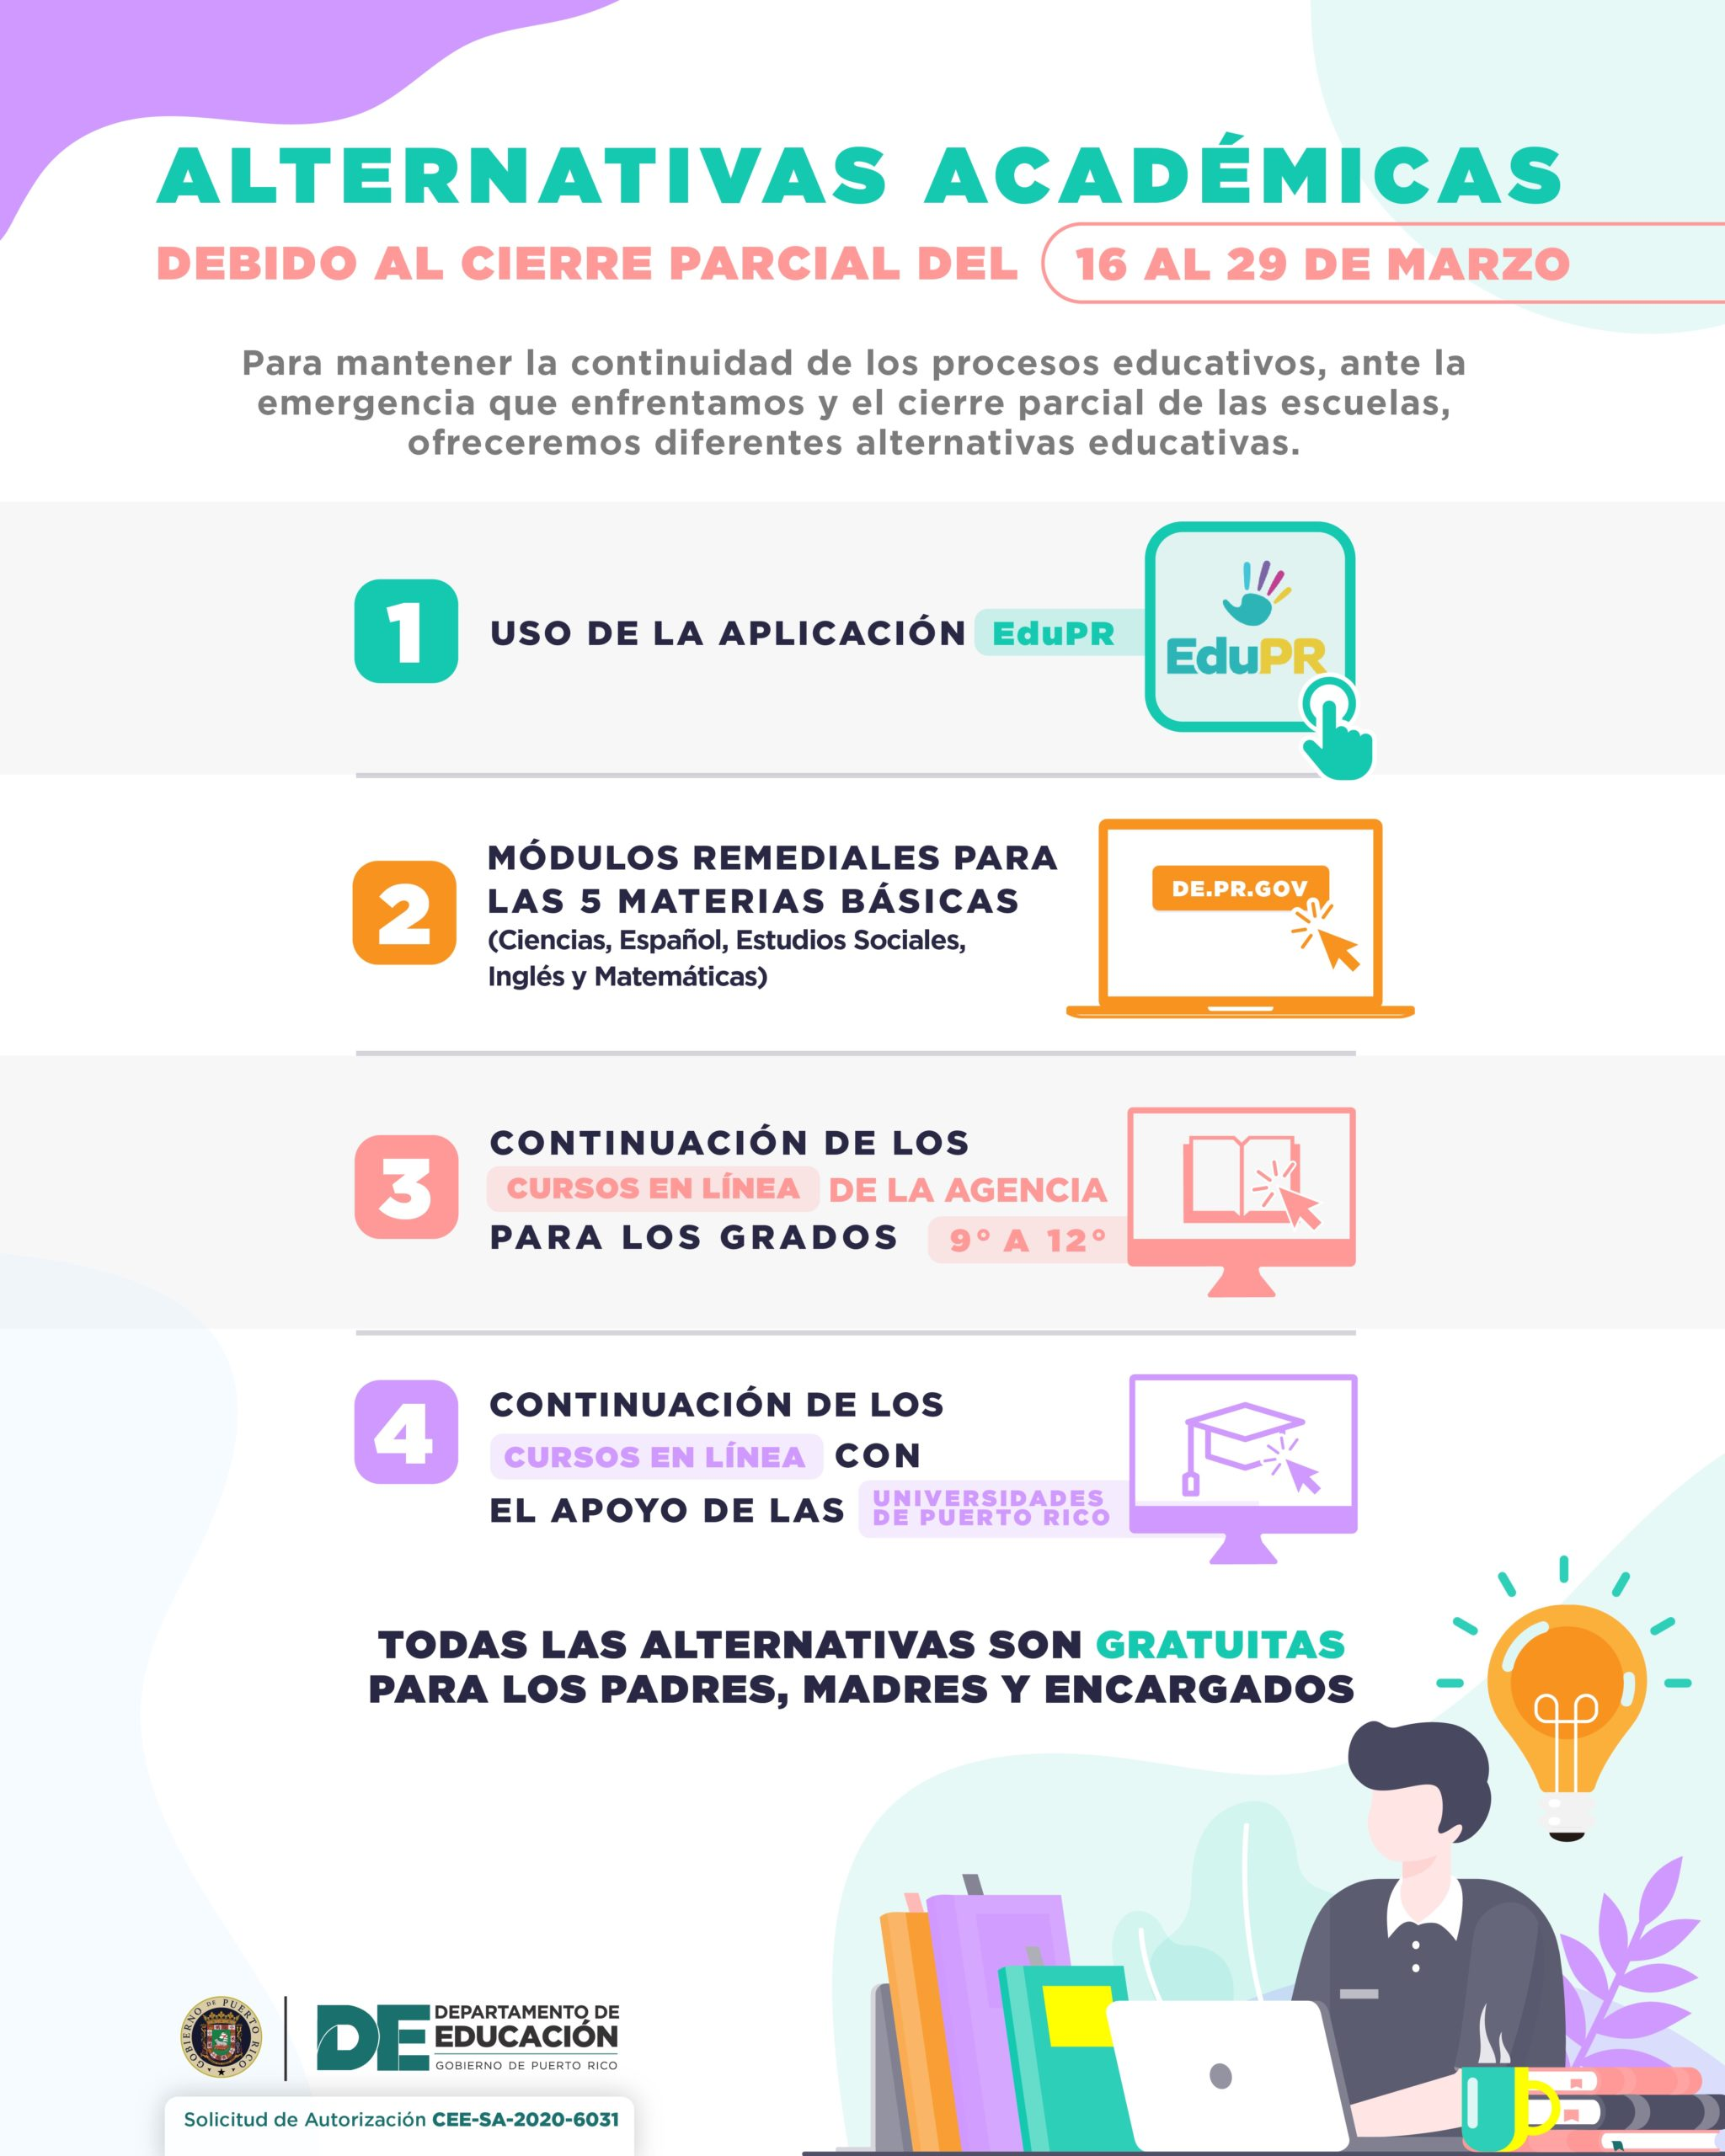 ALTERNATIVAS ACADÉMICAS
DEBIDO AL CIERRE PARCIAL DEL 16 AL 29 DE MARZO
Para mantener la continuidad de los procesos educativos, ante la
emergencia que enfrentamos y el cierre parcial de las escuelas,
ofreceremos diferentes alternativas educativas.
1
USO DE LA APLICACIÓN EduPR
EduPR
2
MÓDULOS REMEDIALES PARA
LAS 5 MATERIAS BÁSICAS
(Ciencias, Español, Estudios Sociales,
Inglés y Matemáticas)
DE.PR.GOV
3
CONTINUACIÓN DE LOS
CURSOS EN LÍNEA DE LA AGENCIA
PARA LOS GRADOS 9° A 12°
4
CONTINUACIÓN DE LOS
CURSOS EN LÍNEA CON
EL APOYO DE LAS UNIVERSIDADES
DE PUERTO RICO
TODAS LAS ALTERNATIVAS SON GRATUITAS
PARA LOS PADRES, MADRES Y ENCARGADOS
GOBIERNO DE PUERTO RICO
DE
DEPARTAMENTO DE
EDUCACIÓN
GOBIERNO DE PUERTO RICO
Solicitud de Autorización CEE-SA-2020-6031